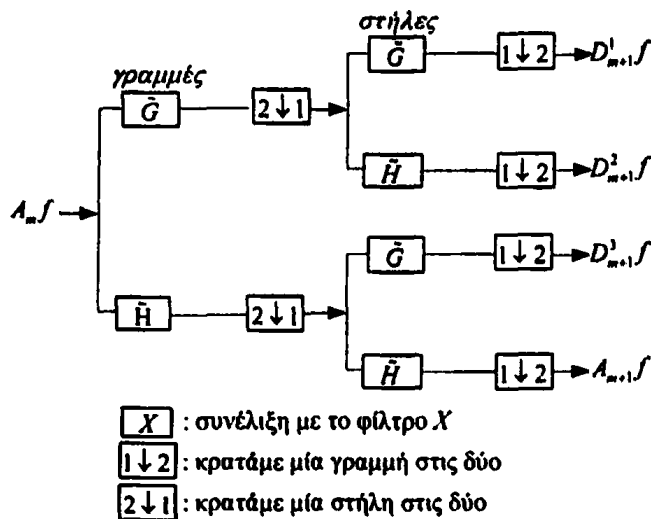 στήλες
G̃ 1↓2 D¹ₘ₊₁f
γραμμές
G̃ 2↓1
H̃ 1↓2 D²ₘ₊₁f
Aₘf
G̃ 1↓2 D³ₘ₊₁f
H̃ 2↓1
H̃ 1↓2 Aₘ₊₁f
X : συνέλιξη με το φίλτρο X
1↓2 : κρατάμε μία γραμμή στις δύο
2↓1 : κρατάμε μία στήλη στις δύο